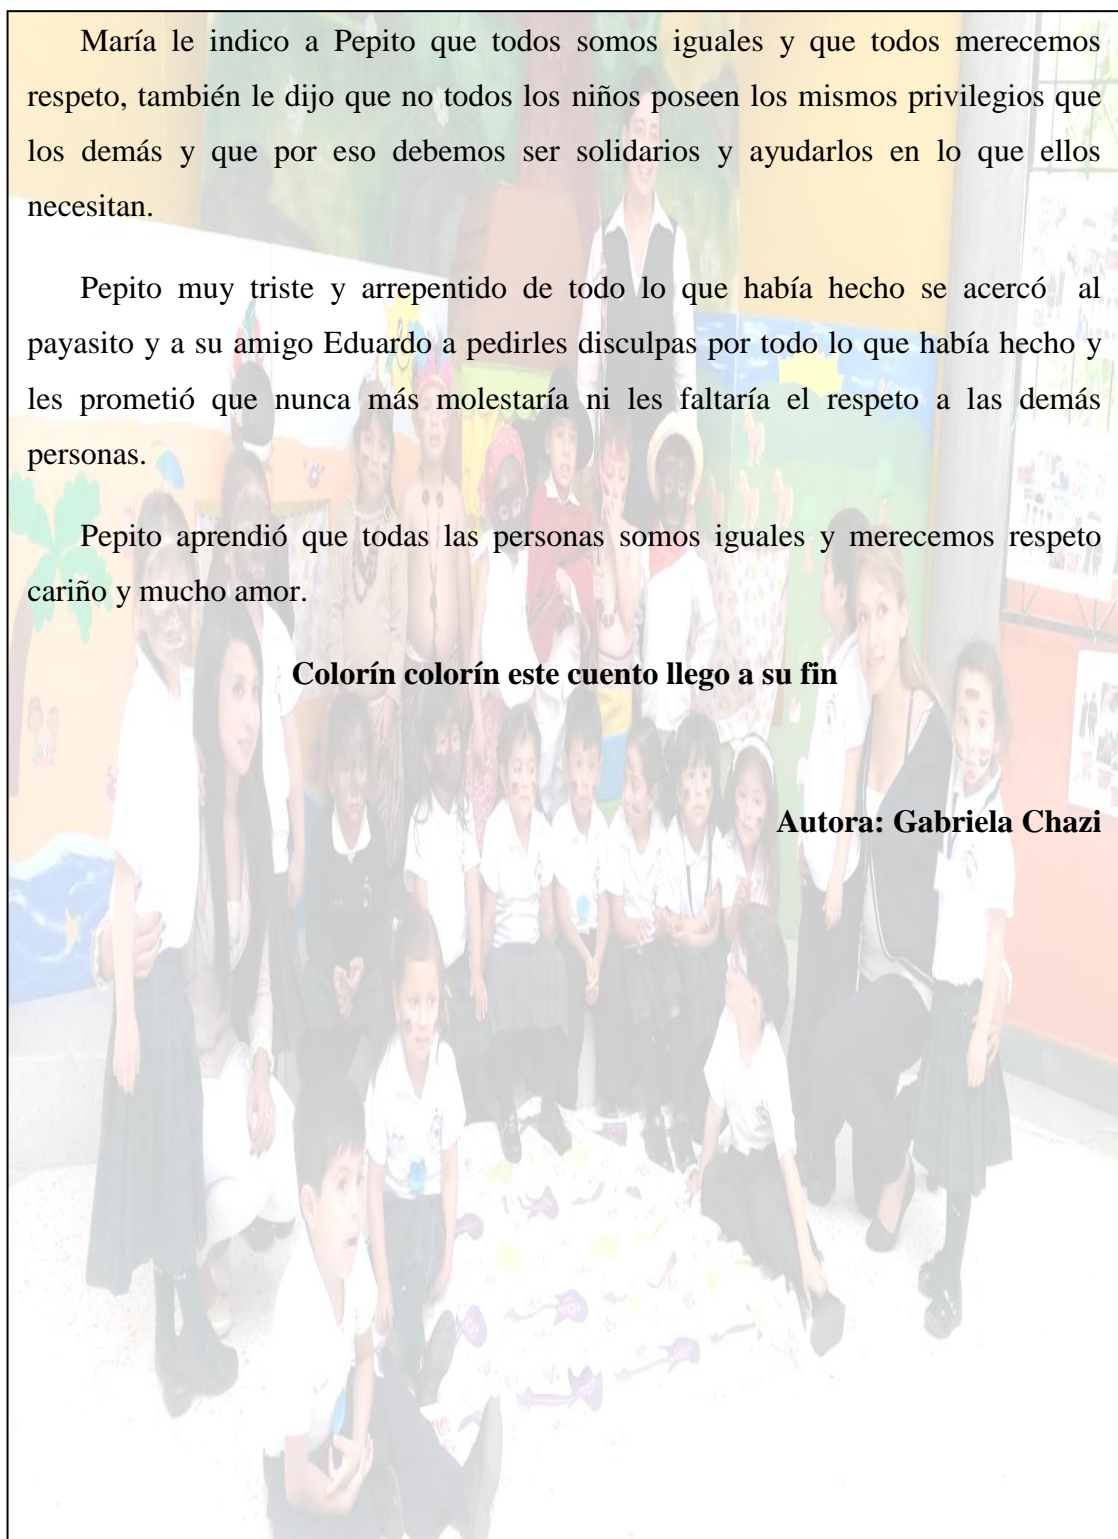 María le indico a Pepito que todos somos iguales y que todos merecemos
respeto, también le dijo que no todos los niños poseen los mismos privilegios que
los demás y que por eso debemos ser solidarios y ayudarlos en lo que ellos
necesitan.
Pepito muy triste y arrepentido de todo lo que había hecho se acercó al
payasito y a su amigo Eduardo a pedirles disculpas por todo lo que había hecho y
les prometió que nunca más molestaría ni les faltaría el respeto a las demás
personas.
Pepito aprendió que todas las personas somos iguales y merecemos respeto
cariño y mucho amor.
Colorín colorín este cuento llego a su fin
Autora: Gabriela Chazi